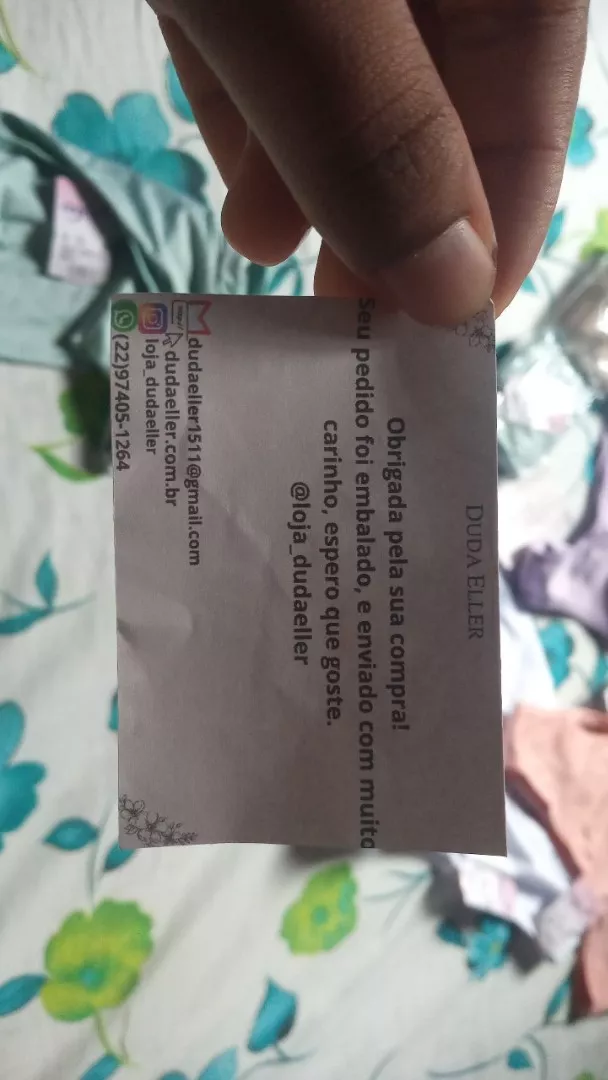 DUDA ELLER
Obrigada pela sua compra!
Seu pedido foi embalado, e enviado com muito
carinho, espero que goste.
@loja_dudaeller
dudaeller1511@gmail.com
dudaeller.com.br
loja_dudaeller
(22)97405-1264